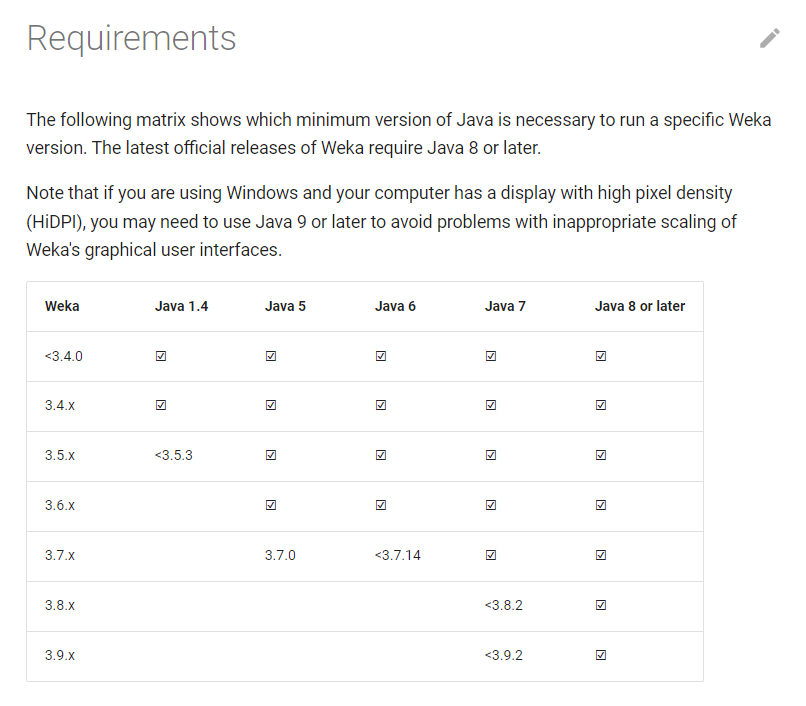 Requirements
The following matrix shows which minimum version of Java is necessary to run a specific Weka
version. The latest official releases of Weka require Java 8 or later.
Note that if you are using Windows and your computer has a display with high pixel density
(HiDPI), you may need to use Java 9 or later to avoid problems with inappropriate scaling of
Weka's graphical user interfaces.
Weka Java 1.4 Java 5 Java 6 Java 7 Java 8 or later
<3.4.0 ☑ ☑ ☑ ☑ ☑
3.4.x ☑ ☑ ☑ ☑ ☑
3.5.x <3.5.3 ☑ ☑ ☑ ☑
3.6.x ☑ ☑ ☑ ☑
3.7.x 3.7.0 <3.7.14 ☑ ☑
3.8.x <3.8.2 ☑
3.9.x <3.9.2 ☑